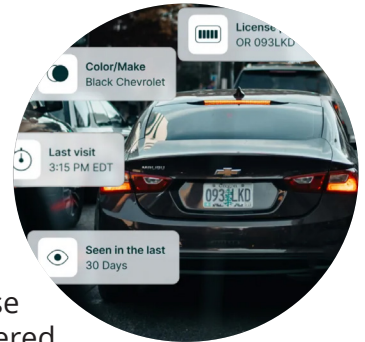 License
OR 093LKD
Color/Make
Black Chevrolet
Last visit
3:15 PM EDT
MALIBU
093 LKD
Seen in the last
30 Days